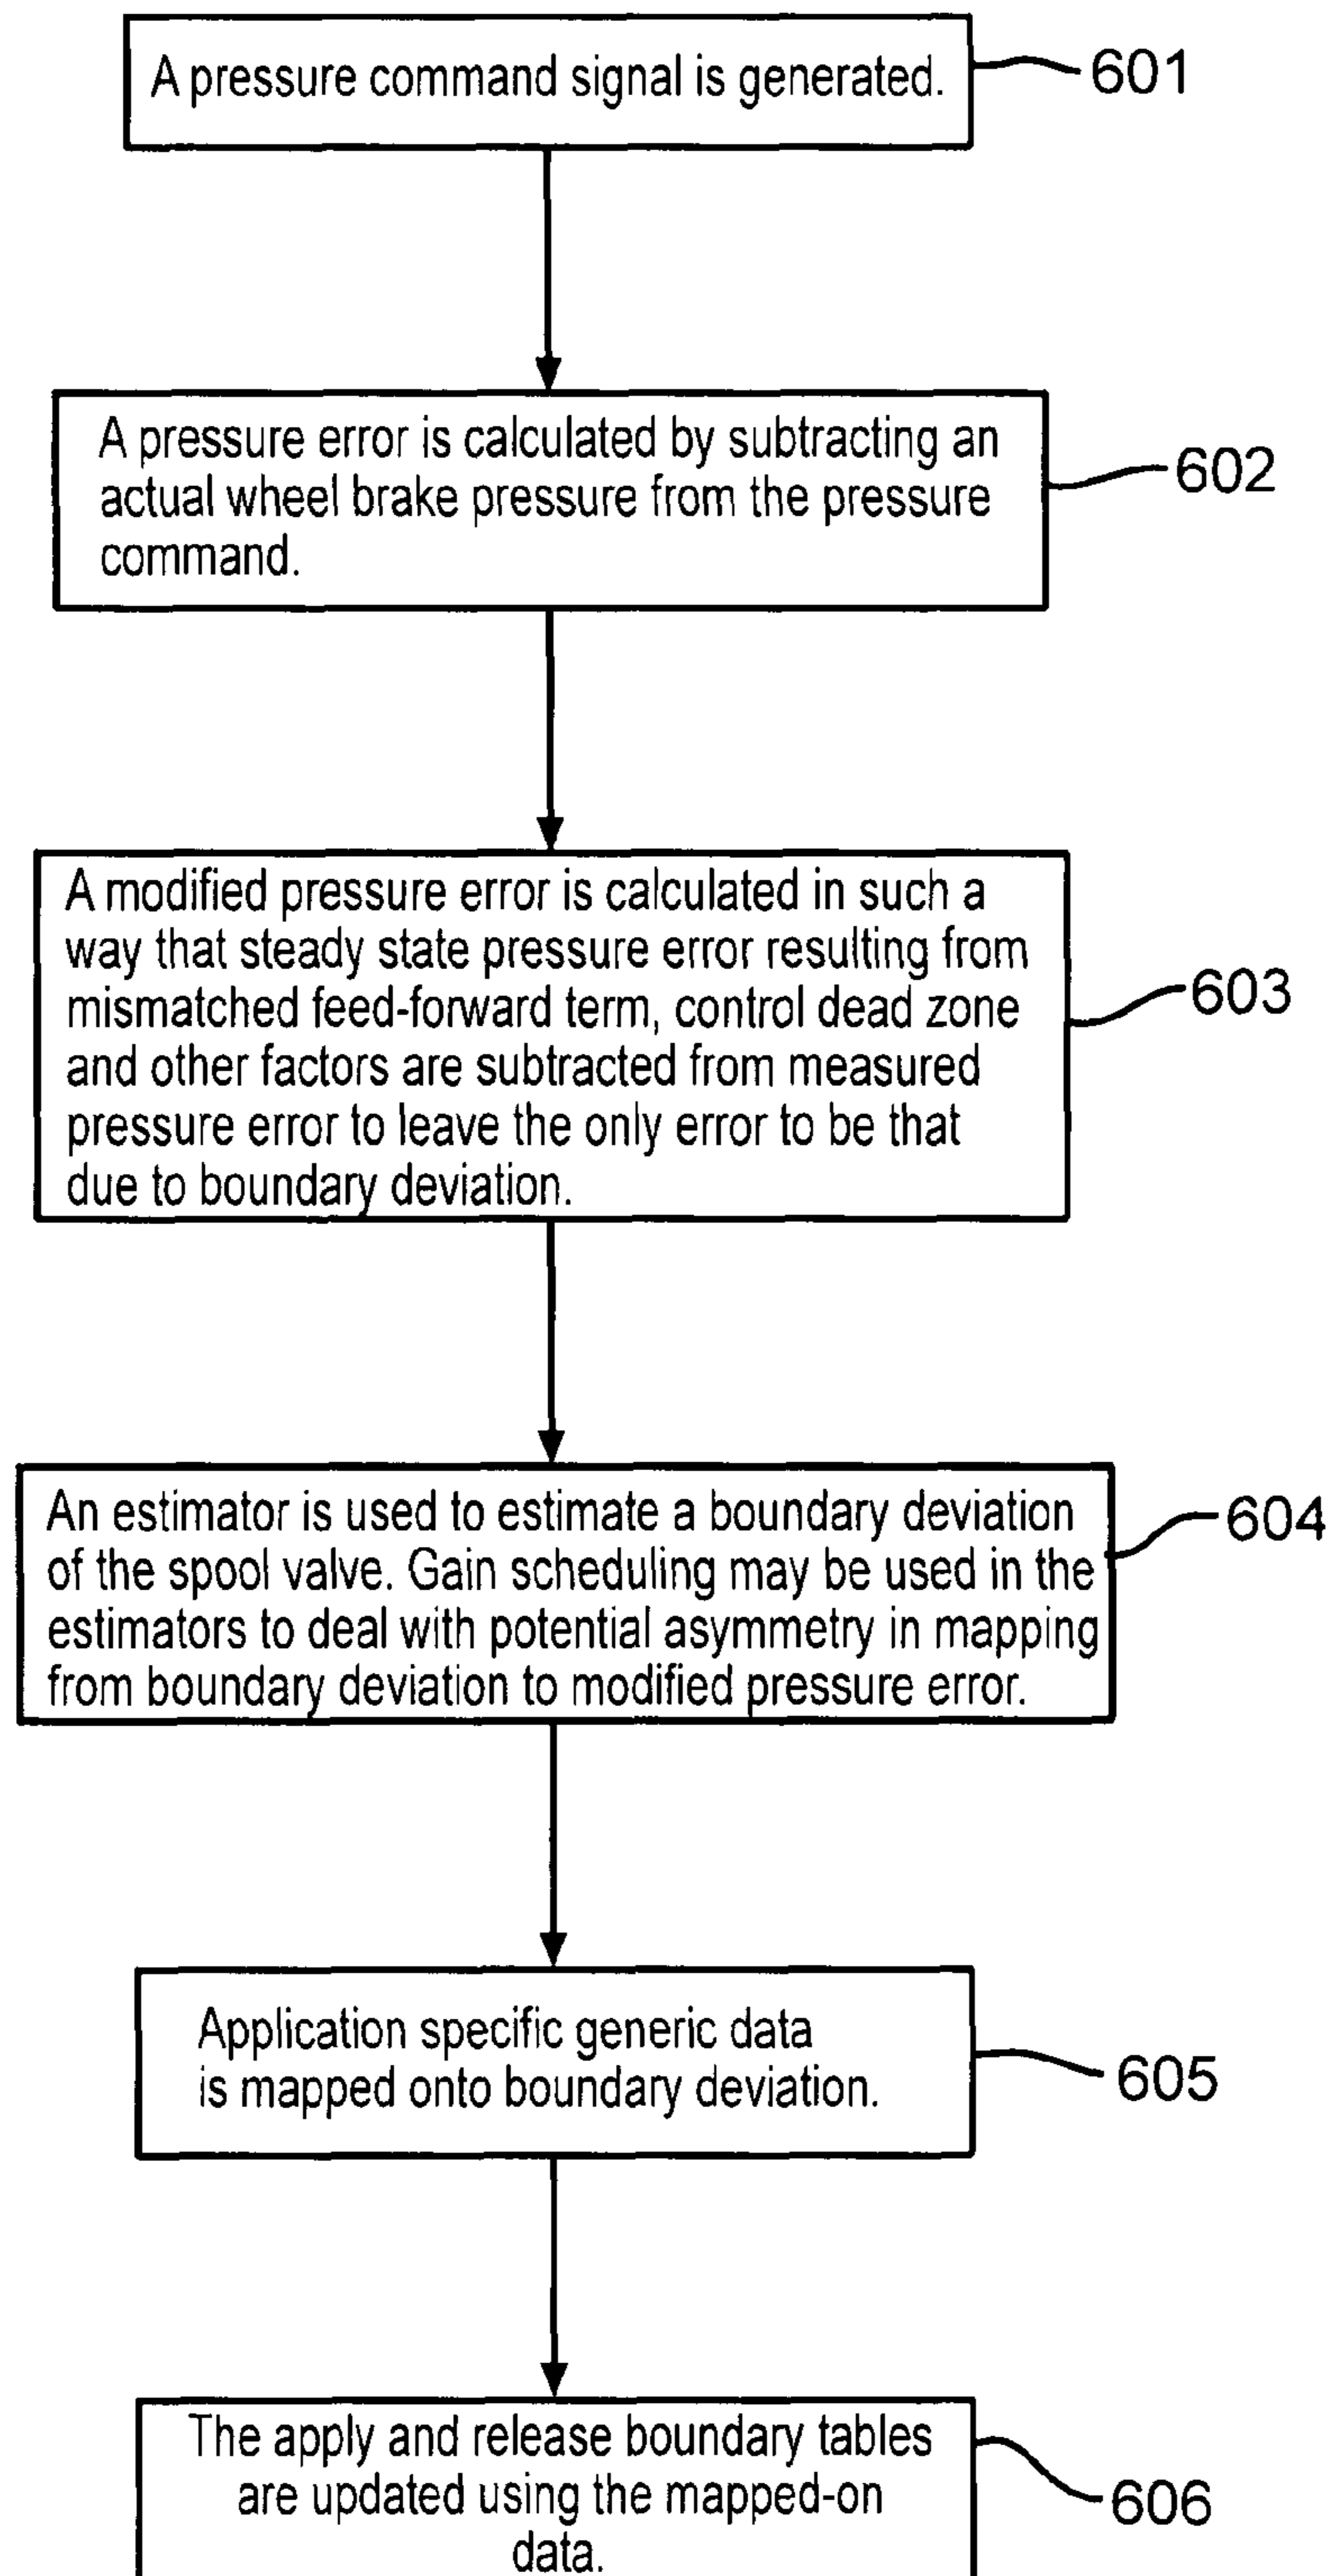 A pressure command signal is generated.
601
A pressure error is calculated by subtracting an
actual wheel brake pressure from the pressure
command.
602
A modified pressure error is calculated in such a
way that steady state pressure error resulting from
mismatched feed-forward term, control dead zone
and other factors are subtracted from measured
pressure error to leave the only error to be that
due to boundary deviation.
603
An estimator is used to estimate a boundary deviation
of the spool valve. Gain scheduling may be used in the
estimators to deal with potential asymmetry in mapping
from boundary deviation to modified pressure error.
604
Application specific generic data
is mapped onto boundary deviation.
605
The apply and release boundary tables
are updated using the mapped-on
data.
606